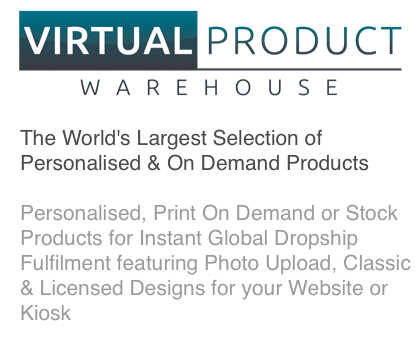 VIRTUAL PRODUCT
WAREHOUSE
The World's Largest Selection of
Personalised & On Demand Products
Personalised, Print On Demand or Stock
Products for Instant Global Dropship
Fulfilment featuring Photo Upload, Classic
& Licensed Designs for your Website or
Kiosk